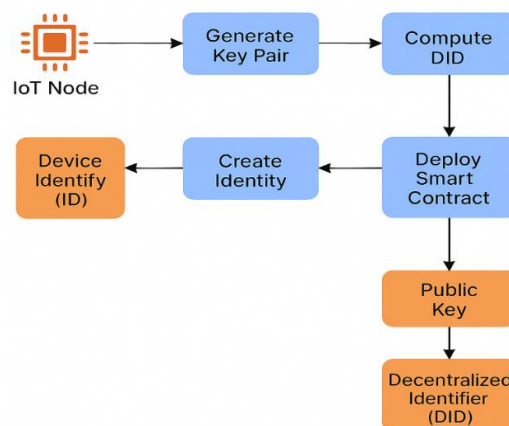 IoT Node
Generate
Key Pair
Compute
DID
Device
Identify
(ID)
Create
Identity
Deploy
Smart
Contract
Public
Key
Decentralized
Identifier
(DID)